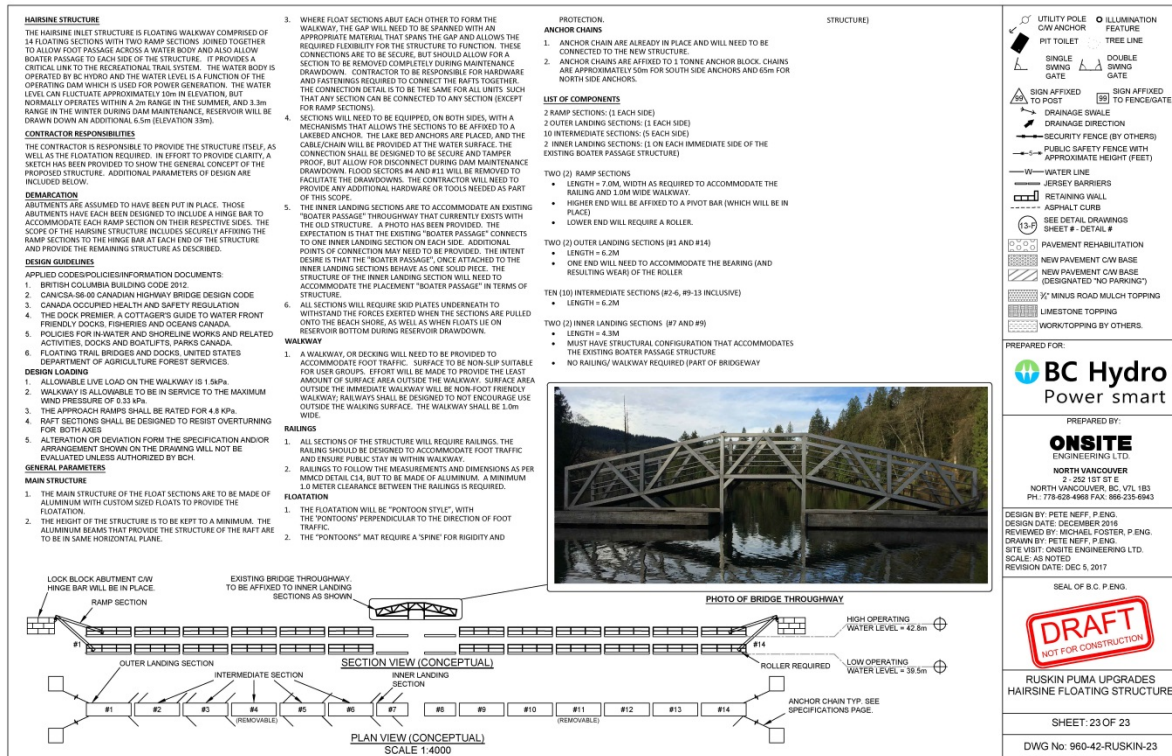 HAIRSINE STRUCTURE
THE HAIRSINE INLET STRUCTURE IS FLOATING WALKWAY COMPRISED OF
14 FLOATING SECTIONS WITH TWO RAMP SECTIONS JOINED TOGETHER
TO ALLOW FOOT PASSAGE ACROSS A WATER BODY AND ALSO ALLOW
BOATER PASSAGE TO EACH SIDE OF THE STRUCTURE. IT PROVIDES A
CRITICAL LINK TO THE RECREATIONAL TRAIL SYSTEM. THE WATER BODY IS
OPERATED BY BC HYDRO AND THE WATER LEVEL IS A FUNCTION OF THE
OPERATING DAM WHICH IS USED FOR POWER GENERATION. THE WATER
LEVEL CAN FLUCTUATE APPROXIMATELY 10m IN ELEVATION, BUT
NORMALLY OPERATES WITHIN A 2m RANGE IN THE SUMMER, AND 3.3m
RANGE IN THE WINTER DURING DAM MAINTENANCE, RESERVOIR WILL BE
DRAWN DOWN AN ADDITIONAL 6.5m (ELEVATION 33m).
CONTRACTOR RESPONSIBILITIES
THE CONTRACTOR IS RESPONSIBLE TO PROVIDE THE STRUCTURE ITSELF, AS
WELL AS THE FLOATATION REQUIRED. IN EFFORT TO PROVIDE CLARITY, A
SKETCH HAS BEEN PROVIDED TO SHOW THE GENERAL CONCEPT OF THE
PROPOSED STRUCTURE. ADDITIONAL PARAMETERS OF DESIGN ARE
INCLUDED BELOW.
DEMARCATION
ABUTMENTS ARE ASSUMED TO HAVE BEEN PUT IN PLACE. THOSE
ABUTMENTS HAVE EACH BEEN DESIGNED TO INCLUDE A HINGE BAR TO
ACCOMMODATE EACH RAMP SECTION ON THEIR RESPECTIVE SIDES. THE
SCOPE OF THE HAIRSINE STRUCTURE INCLUDES SECURELY AFFIXING THE
RAMP SECTIONS TO THE HINGE BAR AT EACH END OF THE STRUCTURE
AND PROVIDE THE REMAINING STRUCTURE AS DESCRIBED.
DESIGN GUIDELINES
APPLIED CODES/POLICIES/INFORMATION DOCUMENTS:
1. BRITISH COLUMBIA BUILDING CODE 2012.
2. CAN/CSA-S6-00 CANADIAN HIGHWAY BRIDGE DESIGN CODE
3. CANADA OCCUPIED HEALTH AND SAFETY REGULATION
4. THE DOCK PREMIER. A COTTAGER'S GUIDE TO WATER FRONT
FRIENDLY DOCKS, FISHERIES AND OCEANS CANADA.
5. POLICIES FOR IN-WATER AND SHORELINE WORKS AND RELATED
ACTIVITIES, DOCKS AND BOATLIFTS, PARKS CANADA.
6. FLOATING TRAIL BRIDGES AND DOCKS, UNITED STATES
DEPARTMENT OF AGRICULTURE FOREST SERVICES.
DESIGN LOADING
1. ALLOWABLE LIVE LOAD ON THE WALKWAY IS 1.5kPa.
2. WALKWAY IS ALLOWABLE TO BE IN SERVICE TO THE MAXIMUM
WIND PRESSURE OF 0.33 kPa.
3. THE APPROACH RAMPS SHALL BE RATED FOR 4.8 KPa.
4. RAFT SECTIONS SHALL BE DESIGNED TO RESIST OVERTURNING
FOR BOTH AXES
5. ALTERATION OR DEVIATION FORM THE SPECIFICATION AND/OR
ARRANGEMENT SHOWN ON THE DRAWING WILL NOT BE
EVALUATED UNLESS AUTHORIZED BY BCH.
GENERAL PARAMETERS
MAIN STRUCTURE
1. THE MAIN STRUCTURE OF THE FLOAT SECTIONS ARE TO BE MADE OF
ALUMINUM WITH CUSTOM SIZED FLOATS TO PROVIDE THE
FLOATATION.
2. THE HEIGHT OF THE STRUCTURE IS TO BE KEPT TO A MINIMUM. THE
ALUMINUM BEAMS THAT PROVIDE THE STRUCTURE OF THE RAFT ARE
TO BE IN SAME HORIZONTAL PLANE.
3. WHERE FLOAT SECTIONS ABUT EACH OTHER TO FORM THE
WALKWAY, THE GAP WILL NEED TO BE SPANNED WITH AN
APPROPRIATE MATERIAL THAT SPANS THE GAP AND ALLOWS THE
REQUIRED FLEXIBILITY FOR THE STRUCTURE TO FUNCTION. THESE
CONNECTIONS ARE TO BE SECURE, BUT SHOULD ALLOW FOR A
SECTION TO BE REMOVED COMPLETELY DURING MAINTENANCE
DRAWDOWN. CONTRACTOR TO BE RESPONSIBLE FOR HARDWARE
AND FASTENINGS REQUIRED TO CONNECT THE RAFTS TOGETHER.
THE CONNECTION DETAIL IS TO BE THE SAME FOR ALL UNITS SUCH
THAT ANY SECTION CAN BE CONNECTED TO ANY SECTION (EXCEPT
FOR RAMP SECTIONS).
4. SECTIONS WILL NEED TO BE EQUIPPED, ON BOTH SIDES, WITH A
MECHANISMS THAT ALLOWS THE SECTIONS TO BE AFFIXED TO A
LAKEBED ANCHOR. THE LAKE BED ANCHORS ARE PLACED, AND THE
CABLE/CHAIN WILL BE PROVIDED AT THE WATER SURFACE. THE
CONNECTION SHALL BE DESIGNED TO BE SECURE AND TAMPER
PROOF, BUT ALLOW FOR DISCONNECT DURING DAM MAINTENANCE
DRAWDOWN. FLOOD SECTORS #4 AND #11 WILL BE REMOVED TO
FACILITATE THE DRAWDOWNS. THE CONTRACTOR WILL NEED TO
PROVIDE ANY ADDITIONAL HARDWARE OR TOOLS NEEDED AS PART
OF THIS SCOPE.
5. THE INNER LANDING SECTIONS ARE TO ACCOMMODATE AN EXISTING
"BOATER PASSAGE" THROUGHWAY THAT CURRENTLY EXISTS WITH
THE OLD STRUCTURE. A PHOTO HAS BEEN PROVIDED. THE
EXPECTATION IS THAT THE EXISTING "BOATER PASSAGE" CONNECTS
TO ONE INNER LANDING SECTION ON EACH SIDE. ADDITIONAL
POINTS OF CONNECTION MAY NEED TO BE PROVIDED. THE INTENT
DESIRE IS THAT THE "BOATER PASSAGE", ONCE ATTACHED TO THE
INNER LANDING SECTIONS BEHAVE AS ONE SOLID PIECE. THE
STRUCTURE OF THE INNER LANDING SECTION WILL NEED TO
ACCOMMODATE THE PLACEMENT "BOATER PASSAGE" IN TERMS OF
STRUCTURE.
6. ALL SECTIONS WILL REQUIRE SKID PLATES UNDERNEATH TO
WITHSTAND THE FORCES EXERTED WHEN THE SECTIONS ARE PULLED
ONTO THE BEACH SHORE, AS WELL AS WHEN FLOATS LIE ON
RESERVOIR BOTTOM DURING RESERVOIR DRAWDOWN.
WALKWAY
1. A WALKWAY, OR DECKING WILL NEED TO BE PROVIDED TO
ACCOMMODATE FOOT TRAFFIC. SURFACE TO BE NON-SLIP SUITABLE
FOR USER GROUPS. EFFORT WILL BE MADE TO PROVIDE THE LEAST
AMOUNT OF SURFACE AREA OUTSIDE THE WALKWAY. SURFACE AREA
OUTSIDE THE IMMEDIATE WALKWAY WILL BE NON-FOOT FRIENDLY
WALKWAY; RAILWAYS SHALL BE DESIGNED TO NOT ENCOURAGE USE
OUTSIDE THE WALKING SURFACE. THE WALKWAY SHALL BE 1.0m
WIDE.
RAILINGS
1. ALL SECTIONS OF THE STRUCTURE WILL REQUIRE RAILINGS. THE
RAILING SHOULD BE DESIGNED TO ACCOMMODATE FOOT TRAFFIC
AND ENSURE PUBLIC STAY IN WITHIN WALKWAY.
2. RAILINGS TO FOLLOW THE MEASUREMENTS AND DIMENSIONS AS PER
MMCD DETAIL C14, BUT TO BE MADE OF ALUMINUM. A MINIMUM
1.0 METER CLEARANCE BETWEEN THE RAILINGS IS REQUIRED.
FLOATATION
1. THE FLOATATION WILL BE "PONTOON STYLE", WITH
THE 'PONTOONS' PERPENDICULAR TO THE DIRECTION OF FOOT
TRAFFIC.
2. THE "PONTOONS" MAT REQUIRE A 'SPINE' FOR RIGIDITY AND
PROTECTION.
ANCHOR CHAINS
1. ANCHOR CHAIN ARE ALREADY IN PLACE AND WILL NEED TO BE
CONNECTED TO THE NEW STRUCTURE.
2. ANCHOR CHAINS ARE AFFIXED TO 1 TONNE ANCHOR BLOCK. CHAINS
ARE APPROXIMATELY 50m FOR SOUTH SIDE ANCHORS AND 65m FOR
NORTH SIDE ANCHORS.
LIST OF COMPONENTS
2 RAMP SECTIONS: (1 EACH SIDE)
2 OUTER LANDING SECTIONS: (1 EACH SIDE)
10 INTERMEDIATE SECTIONS: (5 EACH SIDE)
2 INNER LANDING SECTIONS: (1 ON EACH IMMEDIATE SIDE OF THE
EXISTING BOATER PASSAGE STRUCTURE)
TWO (2) RAMP SECTIONS
• LENGTH = 7.0M, WIDTH AS REQUIRED TO ACCOMMODATE THE
RAILING AND 1.0M WIDE WALKWAY.
• HIGHER END WILL BE AFFIXED TO A PIVOT BAR (WHICH WILL BE IN
PLACE)
• LOWER END WILL REQUIRE A ROLLER.
TWO (2) OUTER LANDING SECTIONS (#1 AND #14)
• LENGTH = 6.2M
• ONE END WILL NEED TO ACCOMMODATE THE BEARING (AND
RESULTING WEAR) OF THE ROLLER
TEN (10) INTERMEDIATE SECTIONS (#2-6, #9-13 INCLUSIVE)
• LENGTH = 6.2M
TWO (2) INNER LANDING SECTIONS (#7 AND #9)
• LENGTH = 4.3M
• MUST HAVE STRUCTURAL CONFIGURATION THAT ACCOMMODATES
THE EXISTING BOATER PASSAGE STRUCTURE
• NO RAILING/ WALKWAY REQUIRED (PART OF BRIDGEWAY
STRUCTURE)
PHOTO OF BRIDGE THROUGHWAY
LOCK BLOCK ABUTMENT C/W
HINGE BAR WILL BE IN PLACE.
RAMP SECTION
EXISTING BRIDGE THROUGHWAY.
TO BE AFFIXED TO INNER LANDING
SECTIONS AS SHOWN
HIGH OPERATING
WATER LEVEL = 42.8m
#1
#14
SECTION VIEW (CONCEPTUAL)
ROLLER REQUIRED
LOW OPERATING
WATER LEVEL = 39.5m
OUTER LANDING SECTION
INTERMEDIATE SECTION
INNER LANDING
SECTION
ANCHOR CHAIN TYP. SEE
SPECIFICATIONS PAGE.
#1 #2 #3 #4 #5 #6 #7 #8 #9 #10 #11 #12 #13 #14
(REMOVABLE) (REMOVABLE)
PLAN VIEW (CONCEPTUAL)
SCALE 1:4000
UTILITY POLE
C/W ANCHOR
ILLUMINATION
FEATURE
PIT TOILET
TREE LINE
SINGLE
SWING
GATE
DOUBLE
SWING
GATE
99 SIGN AFFIXED
TO POST
99 SIGN AFFIXED
TO FENCE/GATE
DRAINAGE SWALE
DRAINAGE DIRECTION
SECURITY FENCE (BY OTHERS)
5 PUBLIC SAFETY FENCE WITH
APPROXIMATE HEIGHT (FEET)
W WATER LINE
JERSEY BARRIERS
RETAINING WALL
ASPHALT CURB
13-F SEE DETAIL DRAWINGS
SHEET # - DETAIL #
PAVEMENT REHABILITATION
NEW PAVEMENT C/W BASE
NEW PAVEMENT C/W BASE
(DESIGNATED "NO PARKING")
¾" MINUS ROAD MULCH TOPPING
LIMESTONE TOPPING
WORK/TOPPING BY OTHERS.
PREPARED FOR:
BC Hydro
Power smart
PREPARED BY:
ONSITE
ENGINEERING LTD.
NORTH VANCOUVER
2 - 252 1ST ST E
NORTH VANCOUVER, BC, V7L 1B3
PH.: 778-628-4968 FAX: 866-235-6943
DESIGN BY: PETE NEFF, P.ENG.
DESIGN DATE: DECEMBER 2016
REVIEWED BY: MICHAEL FOSTER, P.ENG.
DRAWN BY: PETE NEFF, P.ENG.
SITE VISIT: ONSITE ENGINEERING LTD.
SCALE: AS NOTED
REVISION DATE: DEC 5, 2017
SEAL OF B.C. P.ENG.
DRAFT
NOT FOR CONSTRUCTION
RUSKIN PUMA UPGRADES
HAIRSINE FLOATING STRUCTURE
SHEET: 23 OF 23
DWG No: 960-42-RUSKIN-23